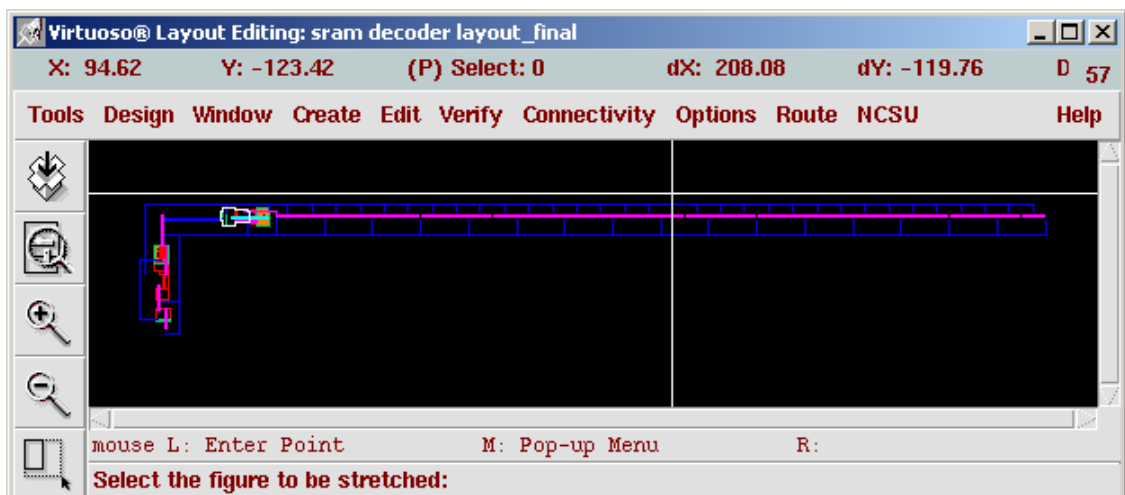 Virtuoso® Layout Editing: sram decoder layout_final
X: 94.62 Y: -123.42 (P) Select: 0 dX: 208.08 dY: -119.76 D 57
Tools Design Window Create Edit Verify Connectivity Options Route NCSU Help
mouse L: Enter Point M: Pop-up Menu R:
Select the figure to be stretched: